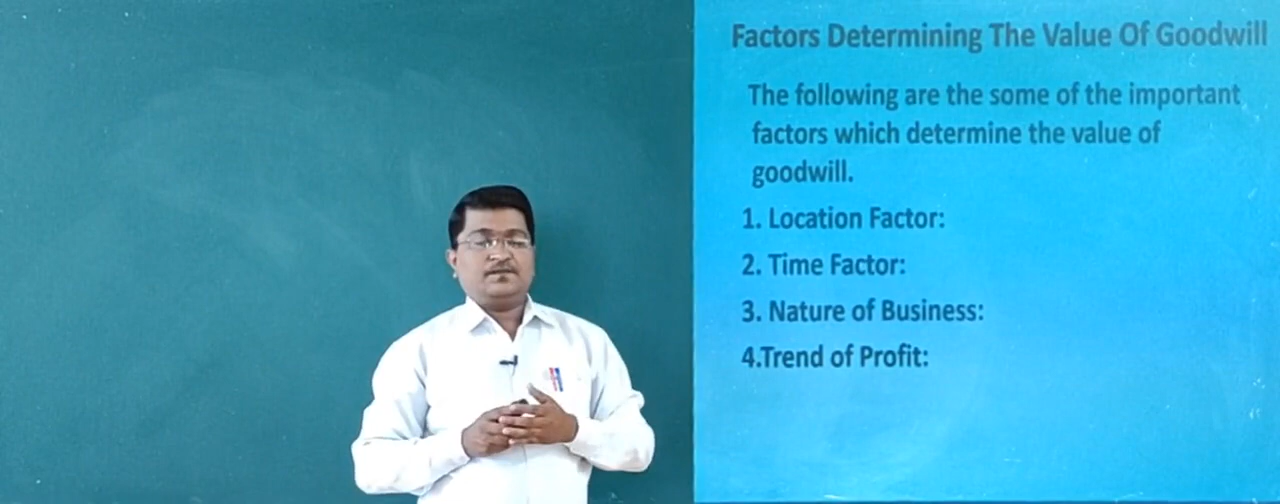 Factors Determining The Value Of Goodwill
The following are the some of the important
factors which determine the value of
goodwill.
1. Location Factor:
2. Time Factor:
3. Nature of Business:
4.Trend of Profit: